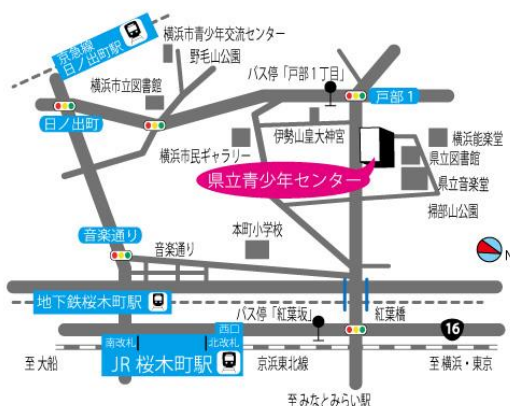 京急線
日ノ出町駅
横浜市青少年交流センター
野毛山公園
横浜市立図書館
バス停「戸部1丁目」
戸部1
日ノ出町
横浜市民ギャラリー
伊勢山皇大神宮
横浜能楽堂
県立図書館
県立青少年センター
県立音楽堂
掃部山公園
音楽通り
音楽通り
本町小学校
N
地下鉄桜木町駅
バス停「紅葉坂」
紅葉橋
16
西口
南改札
北改札
JR 桜木町駅
至 大船
京浜東北線
至 横浜・東京
至 みなとみらい駅